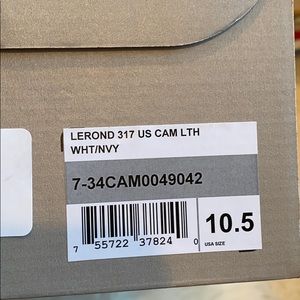 LEROND 317 US CAM LTH
WHT/NVY
7-34CAM0049042
7 55722 37824 0
10.5
USA SIZE